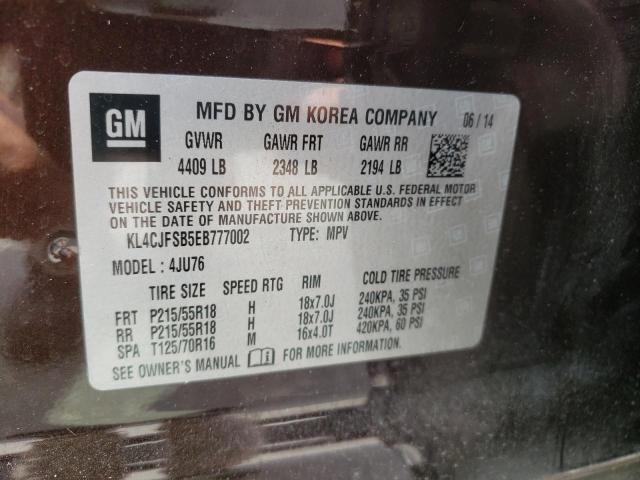 GM MFD BY GM KOREA COMPANY 06/14
GVWR GAWR FRT GAWR RR
4409 LB 2348 LB 2194 LB
THIS VEHICLE CONFORMS TO ALL APPLICABLE U.S. FEDERAL MOTOR
VEHICLE SAFETY AND THEFT PREVENTION STANDARDS IN EFFECT
ON THE DATE OF MANUFACTURE SHOWN ABOVE.
KL4CJFSB5EB777002 TYPE: MPV
MODEL : 4JU76
TIRE SIZE SPEED RTG RIM COLD TIRE PRESSURE
FRT P215/55R18 H 18x7.0J 240KPA, 35 PSI
RR P215/55R18 H 18x7.0J 240KPA, 35 PSI
SPA T125/70R16 M 16x4.0T 420KPA, 60 PSI
SEE OWNER'S MANUAL FOR MORE INFORMATION.